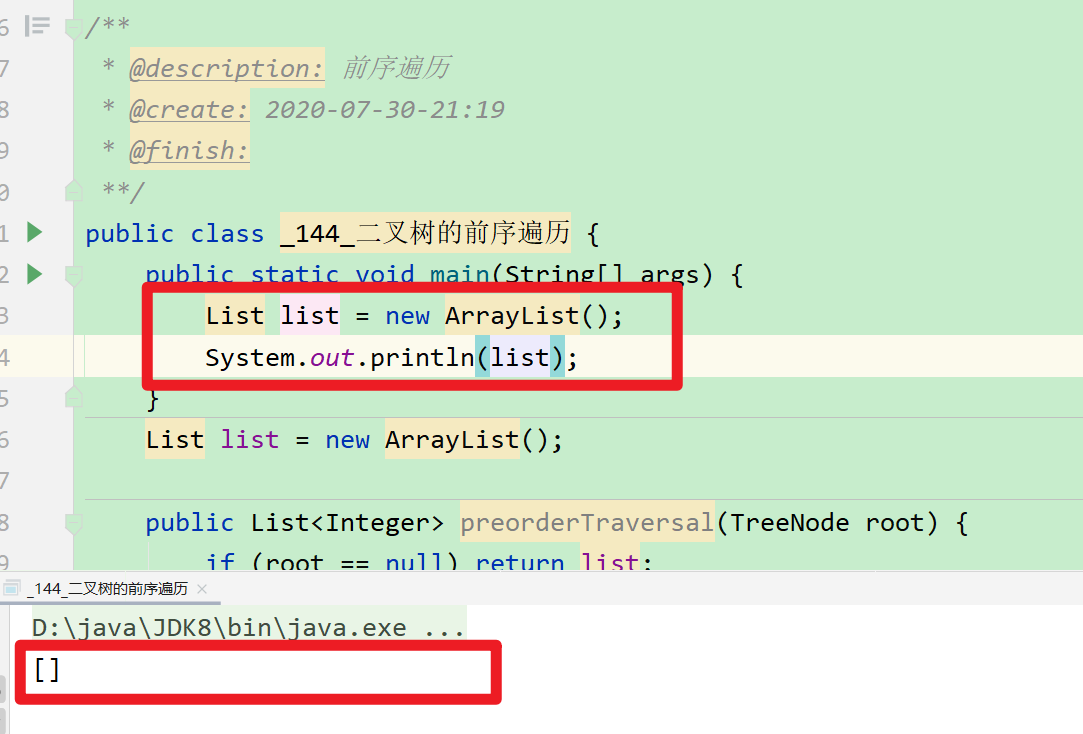 6 /**
7 * @description: 前序遍历
8 * @create: 2020-07-30-21:19
9 * @finish:
0 **/
1 public class _144_二叉树的前序遍历 {
2 public static void main(String[] args) {
3 List list = new ArrayList();
4 System.out.println(list);
5 }
6 List list = new ArrayList();
7
8 public List<Integer> preorderTraversal(TreeNode root) {
9 if (root == null) return list;
_144_二叉树的前序遍历 ×
D:\java\JDK8\bin\java.exe ...
[]